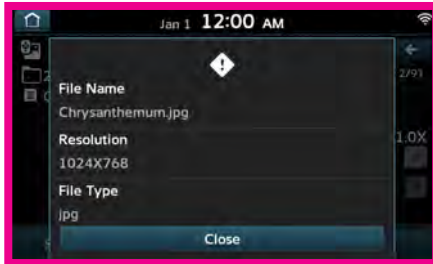 Jan 1 12:00 AM
2/91
File Name
Chrysanthemum.jpg
Resolution
1024X768
1.0X
File Type
jpg
Close